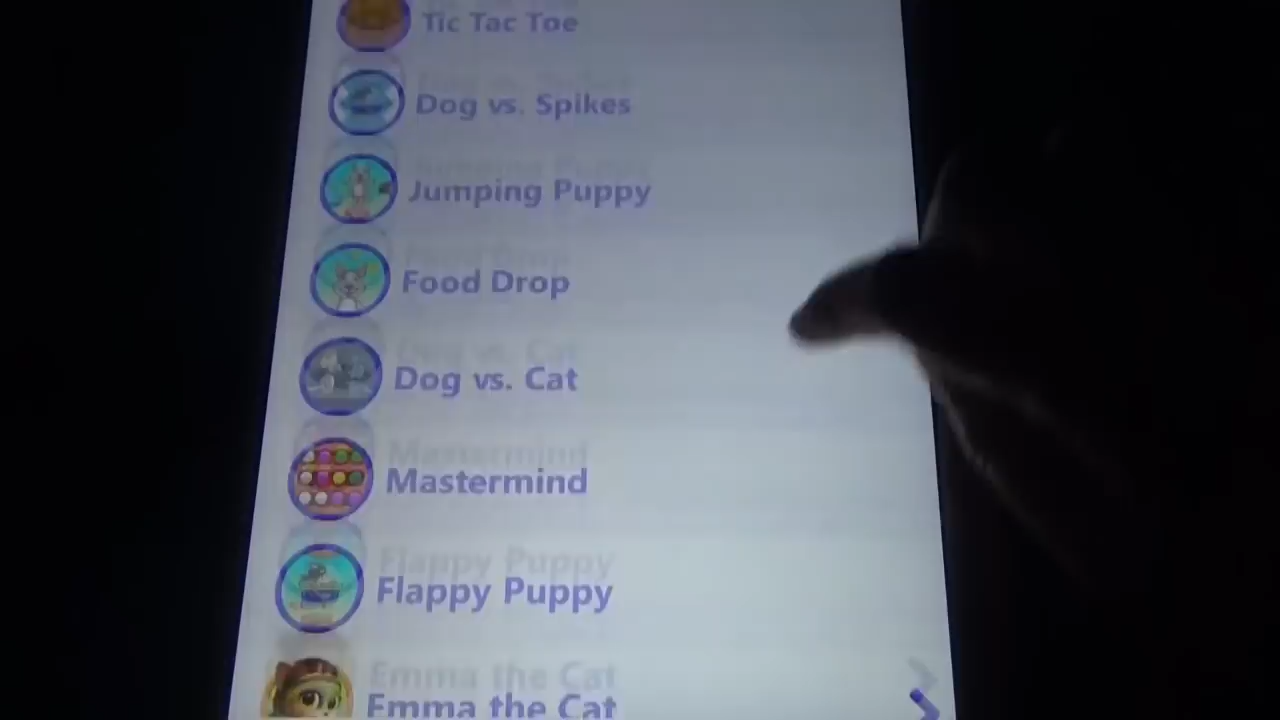 Tic Tac Toe
Dog vs. Spikes
Jumping Puppy
Food Drop
Dog vs. Cat
Mastermind
Flappy Puppy
Emma the Cat